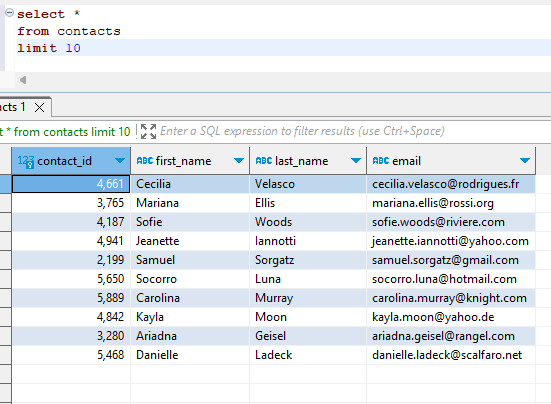 select *
from contacts
limit 10
acts 1
t * from contacts limit 10 Enter a SQL expression to filter results (use Ctrl+Space)
123 contact_id ABC first_name ABC last_name ABC email
4,661 Cecilia Velasco cecilia.velasco@rodrigues.fr
3,765 Mariana Ellis mariana.ellis@rossi.org
4,187 Sofie Woods sofie.woods@riviere.com
4,941 Jeanette Iannotti jeanette.iannotti@yahoo.com
2,199 Samuel Sorgatz samuel.sorgatz@gmail.com
5,650 Socorro Luna socorro.luna@hotmail.com
5,889 Carolina Murray carolina.murray@knight.com
4,842 Kayla Moon kayla.moon@yahoo.de
3,280 Ariadna Geisel ariadna.geisel@rangel.com
5,468 Danielle Ladeck danielle.ladeck@scalfaro.net